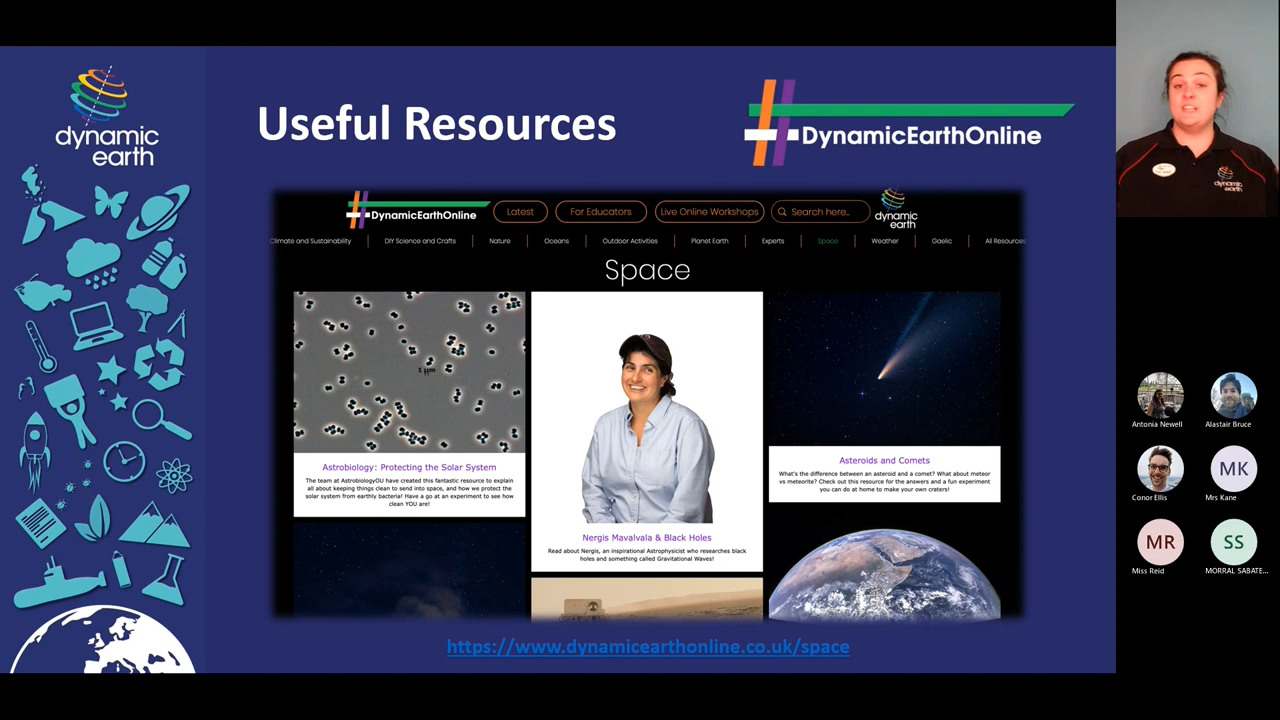 dynamic
earth
Useful Resources
#DynamicEarthOnline
#DynamicEarthOnline
Latest
For Educators
Live Online Workshops
Search here..
dynamic
earth
Climate and Sustainability
DIY Science and Crafts
Nature
Oceans
Outdoor Activities
Planet Earth
Experts
Space
Weather
Gaelic
All Resources
Space
1 μm
Astrobiology: Protecting the Solar System
The team at AstrobiologyOU have created this fantastic resource to explain
all about keeping things clean to send into space, and how we protect the
solar system from earthly bacteria! Have a go at an experiment to see how
clean YOU are!
Nergis Mavalvala & Black Holes
Read about Nergis, an inspirational Astrophysicist who researches black
holes and something called Gravitational Waves!
Asteroids and Comets
What's the difference between an asteroid and a comet? What about meteor
vs meteorite? Check out this resource for the answers and a fun experiment
you can do at home to make your own craters!
https://www.dynamicearthonline.co.uk/space
Antonia Newell
Alastair Bruce
Conor Ellis
MK
Mrs Kane
MR
Miss Reid
SS
MORRAL SABATE...